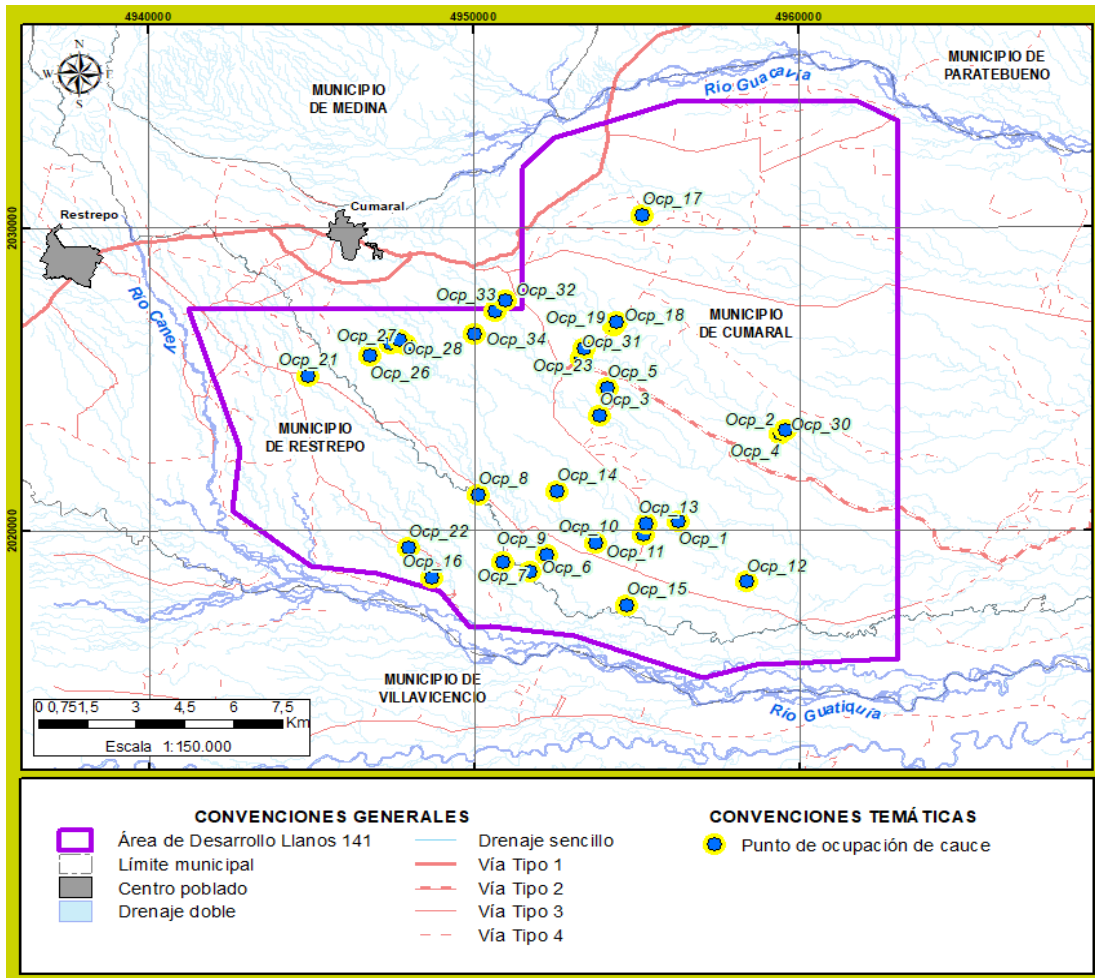 4940000
4950000
4960000
N
W
E
S
MUNICIPIO
DE MEDINA
MUNICIPIO DE
PARATEBUENO
Río Guacavía
2030000
Restrepo
Cumaral
Ocp_17
Río Caney
Ocp_33
Ocp_32
Ocp_19
Ocp_18
MUNICIPIO
DE CUMARAL
Ocp_27
Ocp_28
Ocp_34
Ocp_31
Ocp_21
Ocp_26
Ocp_23
Ocp_5
Ocp_3
MUNICIPIO
DE RESTREPO
Ocp_2
Ocp_30
Ocp_4
Ocp_8
Ocp_14
Ocp_13
2020000
Ocp_22
Ocp_9
Ocp_10
Ocp_11
Ocp_1
Ocp_16
Ocp_7
Ocp_6
Ocp_12
Ocp_15
MUNICIPIO DE
VILLAVICENCIO
Río Guatiquía
0 0,75 1,5 3 4,5 6 7,5
Km
Escala 1:150.000
CONVENCIONES GENERALES
Área de Desarrollo Llanos 141
Límite municipal
Centro poblado
Drenaje doble
Drenaje sencillo
Vía Tipo 1
Vía Tipo 2
Vía Tipo 3
Vía Tipo 4
CONVENCIONES TEMÁTICAS
Punto de ocupación de cauce